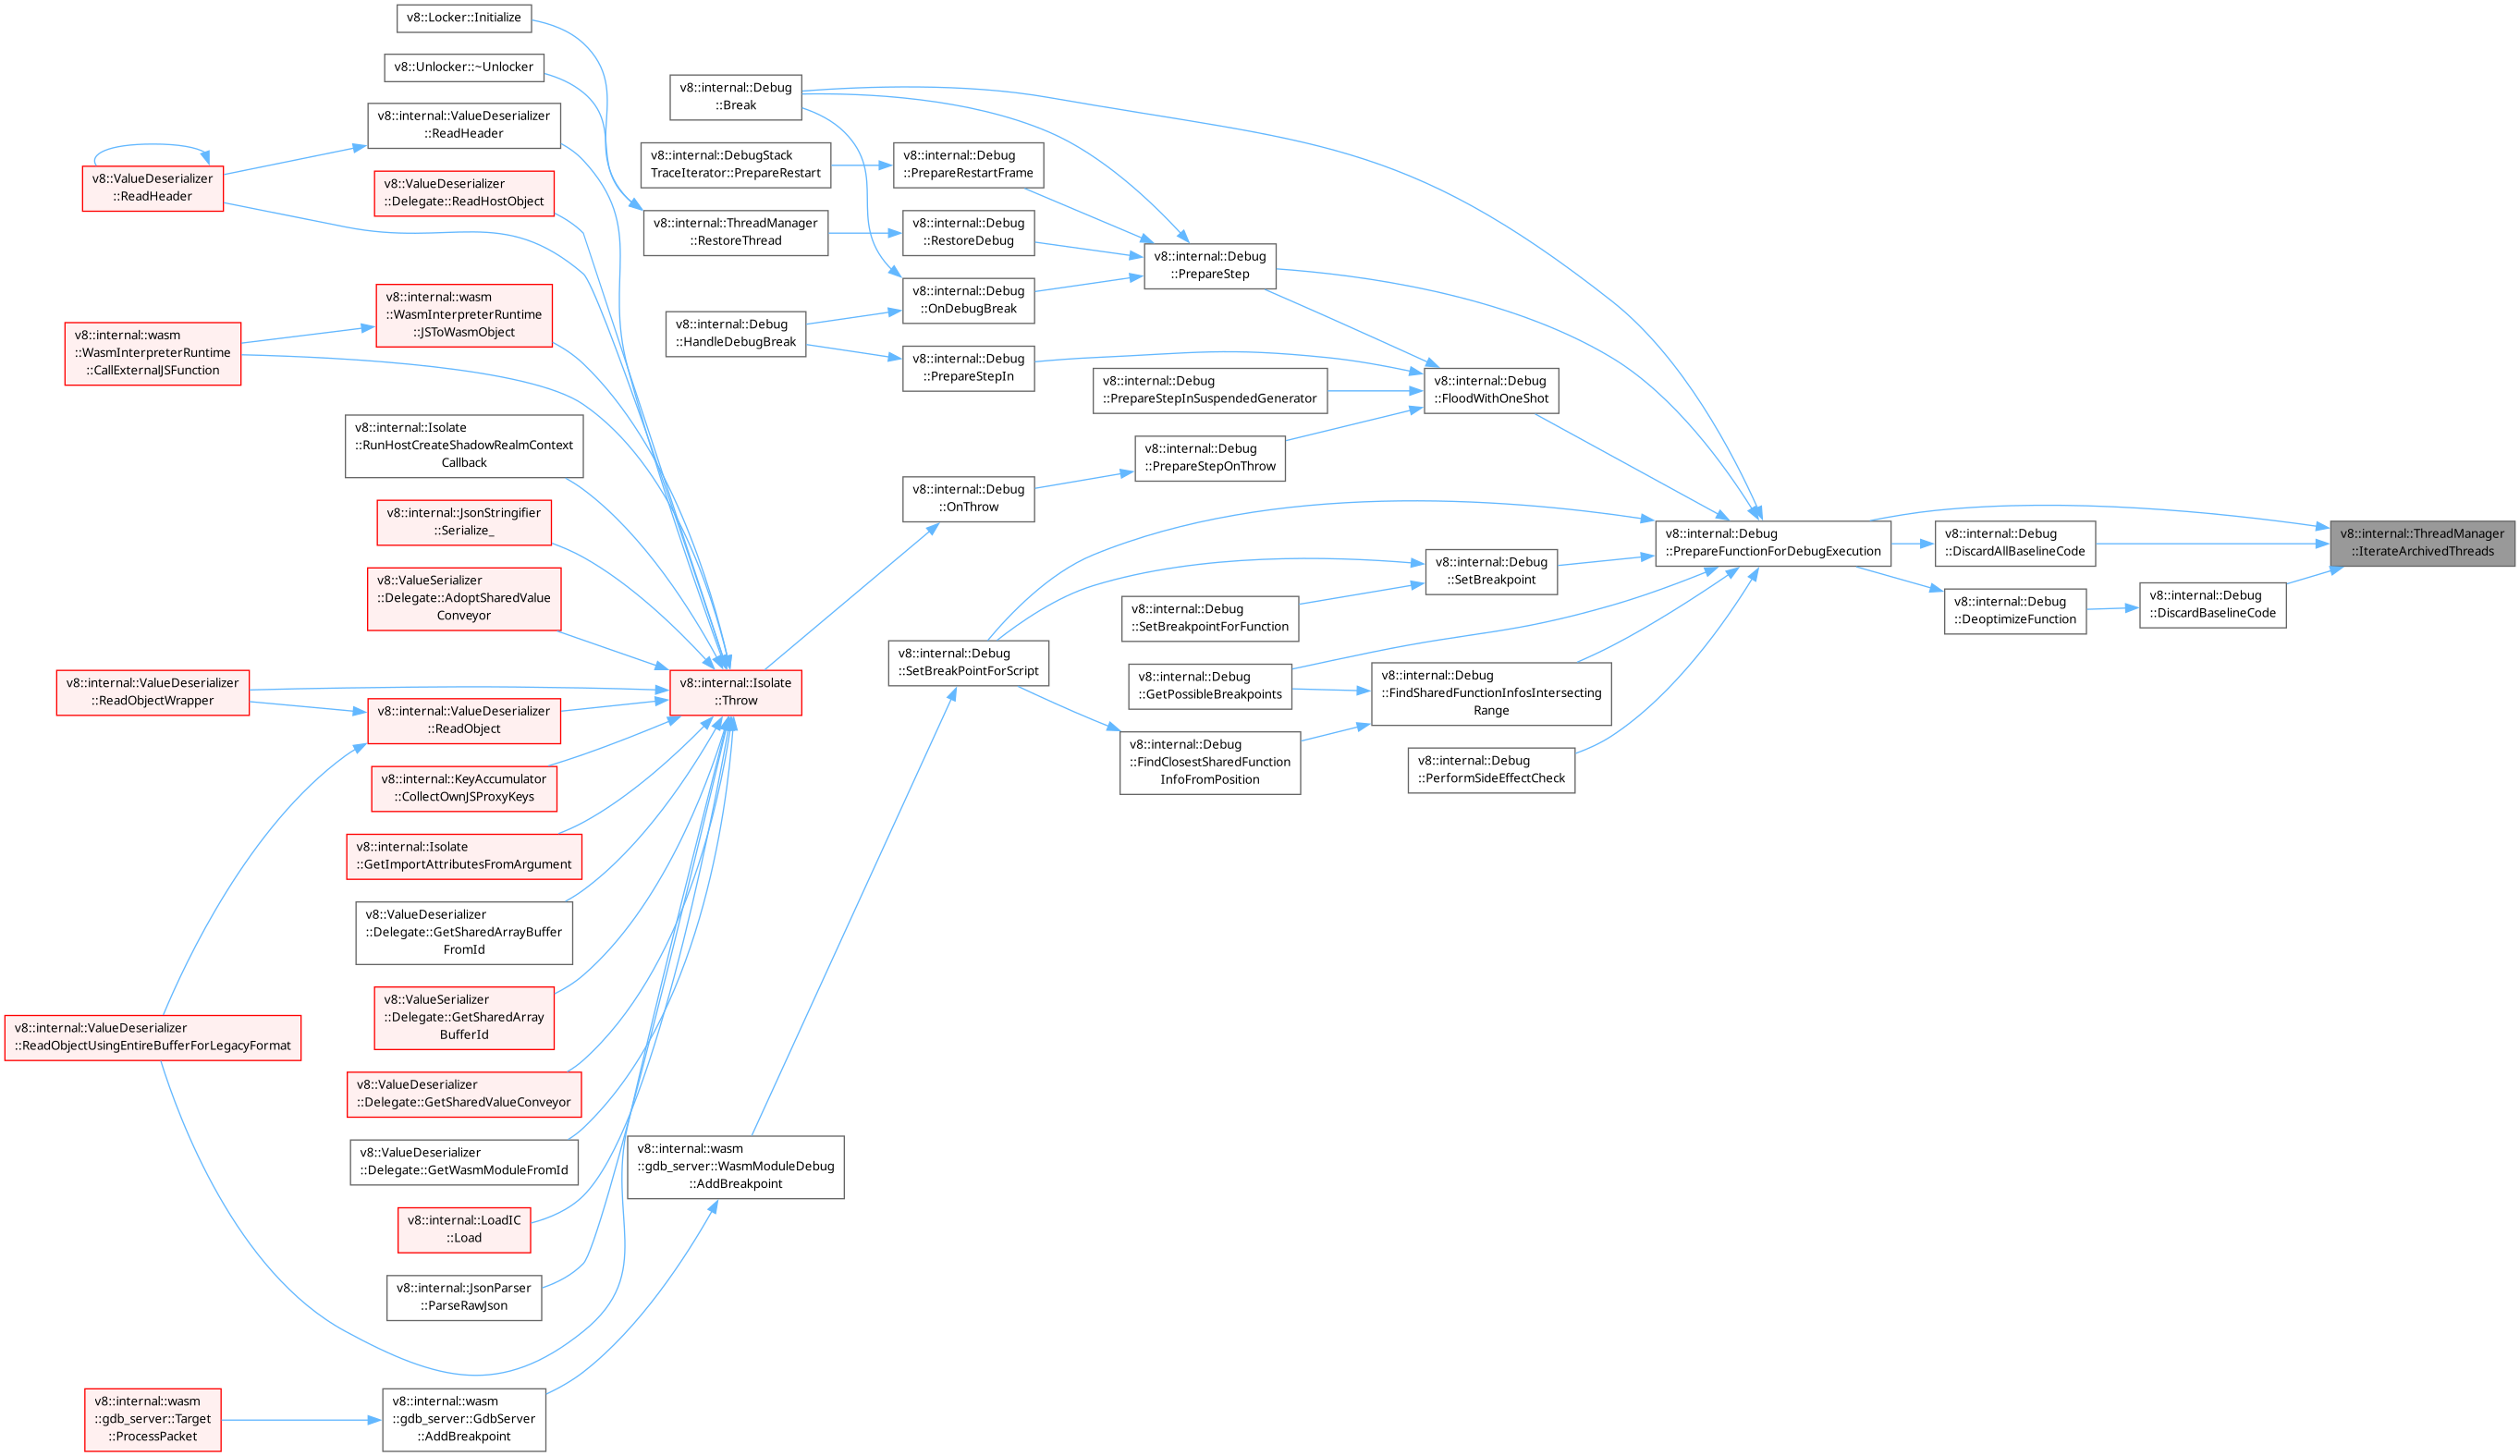 v8::Locker::Initialize
v8::Unlocker::~Unlocker
v8::internal::ValueDeserializer
::ReadHeader
v8::ValueDeserializer
::ReadHeader
v8::ValueDeserializer
::Delegate::ReadHostObject
v8::internal::wasm
::WasmInterpreterRuntime
::JSToWasmObject
v8::internal::wasm
::WasmInterpreterRuntime
::CallExternalJSFunction
v8::internal::Isolate
::RunHostCreateShadowRealmContext
Callback
v8::internal::JsonStringifier
::Serialize_
v8::ValueSerializer
::Delegate::AdoptSharedValue
Conveyor
v8::internal::ValueDeserializer
::ReadObjectWrapper
v8::internal::ValueDeserializer
::ReadObject
v8::internal::KeyAccumulator
::CollectOwnJSProxyKeys
v8::internal::Isolate
::GetImportAttributesFromArgument
v8::ValueDeserializer
::Delegate::GetSharedArrayBuffer
FromId
v8::ValueSerializer
::Delegate::GetSharedArray
BufferId
v8::internal::ValueDeserializer
::ReadObjectUsingEntireBufferForLegacyFormat
v8::ValueDeserializer
::Delegate::GetSharedValueConveyor
v8::ValueDeserializer
::Delegate::GetWasmModuleFromId
v8::internal::LoadIC
::Load
v8::internal::JsonParser
::ParseRawJson
v8::internal::wasm
::gdb_server::Target
::ProcessPacket
v8::internal::wasm
::gdb_server::GdbServer
::AddBreakpoint
v8::internal::Debug
::Break
v8::internal::DebugStack
TraceIterator::PrepareRestart
v8::internal::ThreadManager
::RestoreThread
v8::internal::Debug
::HandleDebugBreak
v8::internal::Isolate
::Throw
v8::internal::wasm
::gdb_server::WasmModuleDebug
::AddBreakpoint
v8::internal::Debug
::PrepareRestartFrame
v8::internal::Debug
::RestoreDebug
v8::internal::Debug
::OnDebugBreak
v8::internal::Debug
::PrepareStepIn
v8::internal::Debug
::OnThrow
v8::internal::Debug
::SetBreakPointForScript
v8::internal::Debug
::PrepareStep
v8::internal::Debug
::PrepareStepInSuspendedGenerator
v8::internal::Debug
::PrepareStepOnThrow
v8::internal::Debug
::SetBreakpointForFunction
v8::internal::Debug
::GetPossibleBreakpoints
v8::internal::Debug
::FindClosestSharedFunction
InfoFromPosition
v8::internal::Debug
::FloodWithOneShot
v8::internal::Debug
::SetBreakpoint
v8::internal::Debug
::FindSharedFunctionInfosIntersecting
Range
v8::internal::Debug
::PerformSideEffectCheck
v8::internal::Debug
::PrepareFunctionForDebugExecution
v8::internal::Debug
::DiscardAllBaselineCode
v8::internal::Debug
::DeoptimizeFunction
v8::internal::Debug
::DiscardBaselineCode
v8::internal::ThreadManager
::IterateArchivedThreads